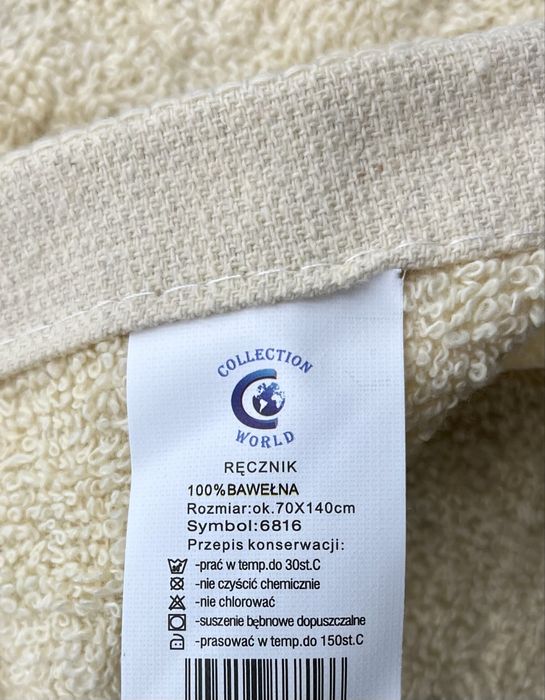 COLLECTION
WORLD
RĘCZNIK
100%BAWEŁNA
Rozmiar:ok.70X140cm
Symbol:6816
Przepis konserwacji:
-prać w temp.do 30st.C
-nie czyścić chemicznie
-nie chlorować
-suszenie bębnowe dopuszczalne
-prasować w temp.do 150st.C